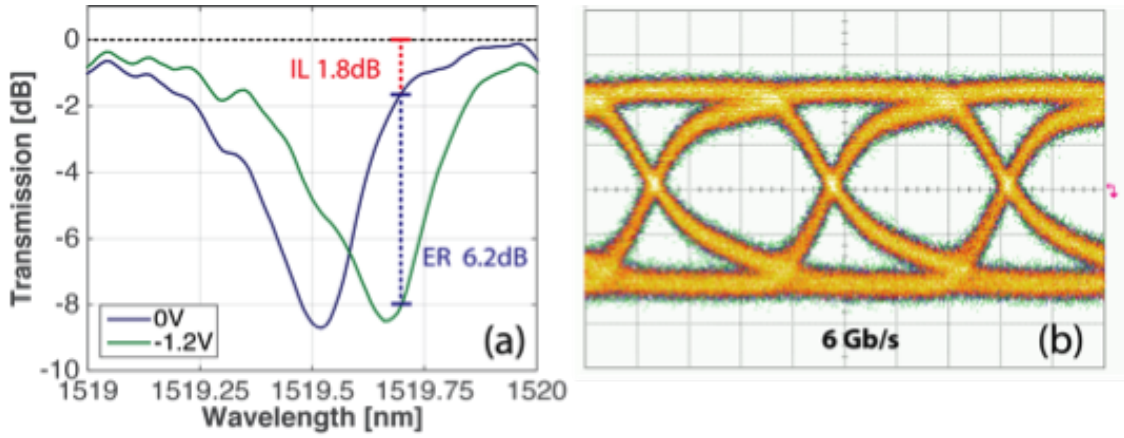 0
-2
-4
-6
-8
-10
Transmission [dB]
IL 1.8dB
ER 6.2dB
0V
-1.2V
(a)
1519
1519.25
1519.5
1519.75
1520
Wavelength [nm]
6 Gb/s
(b)